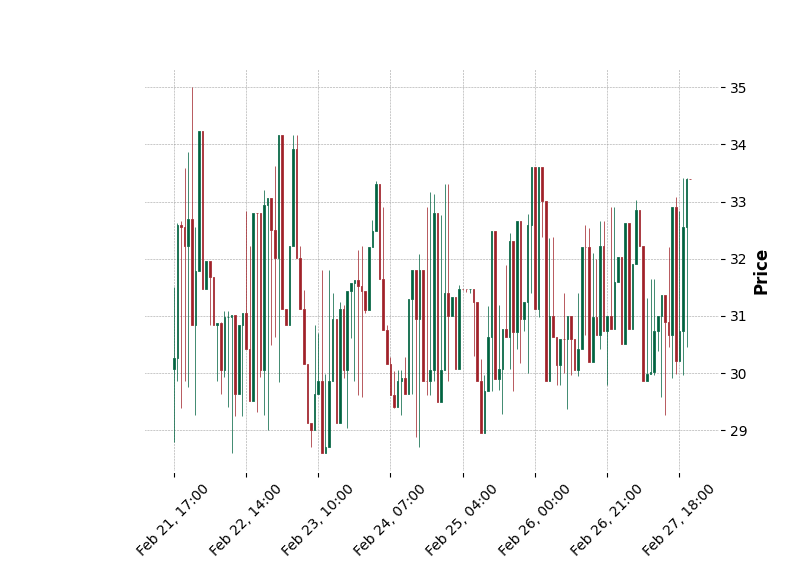 35
34
33
32
31
30
29
Price
Feb 21, 17:00
Feb 22, 14:00
Feb 23, 10:00
Feb 24, 07:00
Feb 25, 04:00
Feb 26, 00:00
Feb 26, 21:00
Feb 27, 18:00